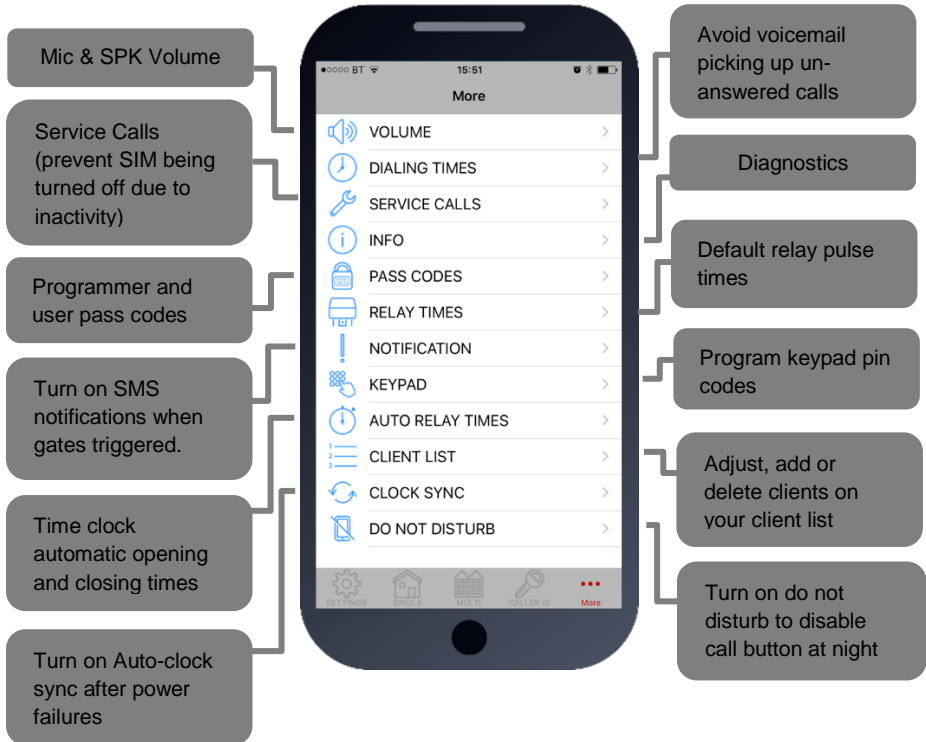 Mic & SPK Volume
Service Calls
(prevent SIM being
turned off due to
inactivity)
Programmer and
user pass codes
Turn on SMS
notifications when
gates triggered.
Time clock
automatic opening
and closing times
Turn on Auto-clock
sync after power
failures
BT
15:51
More
VOLUME
DIALING TIMES
SERVICE CALLS
INFO
PASS CODES
RELAY TIMES
NOTIFICATION
KEYPAD
AUTO RELAY TIMES
CLIENT LIST
CLOCK SYNC
DO NOT DISTURB
SETTINGS SINGLE MULTI CALLER ID More
Avoid voicemail
picking up un-
answered calls
Diagnostics
Default relay pulse
times
Program keypad pin
codes
Adjust, add or
delete clients on
your client list
Turn on do not
disturb to disable
call button at night